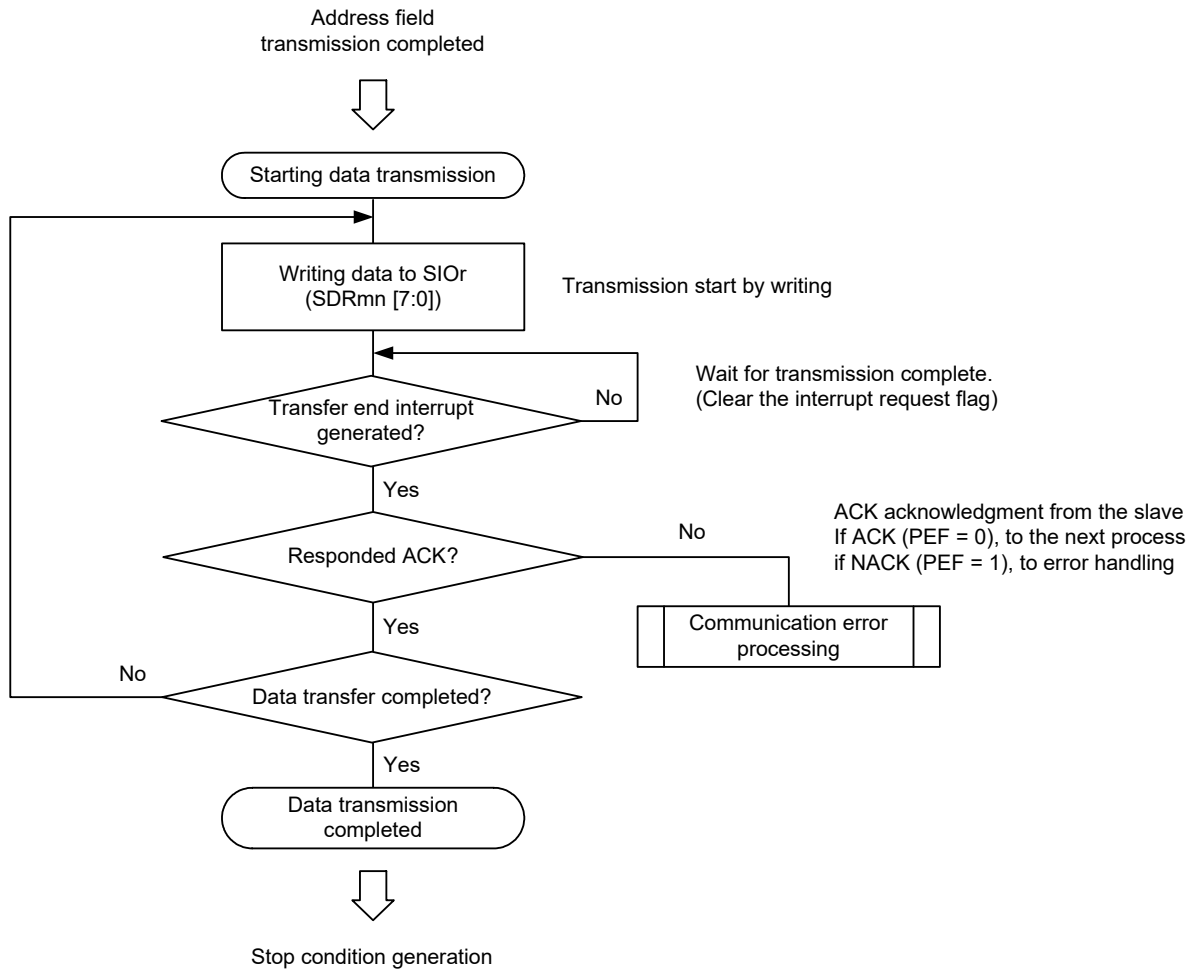 Address field
transmission completed
Starting data transmission
Writing data to SIOr
(SDRmn [7:0])
Transmission start by writing
Wait for transmission complete.
(Clear the interrupt request flag)
No
Transfer end interrupt
generated?
Yes
ACK acknowledgment from the slave
If ACK (PEF = 0), to the next process
if NACK (PEF = 1), to error handling
No
Responded ACK?
Communication error
processing
Yes
No
Data transfer completed?
Yes
Data transmission
completed
Stop condition generation